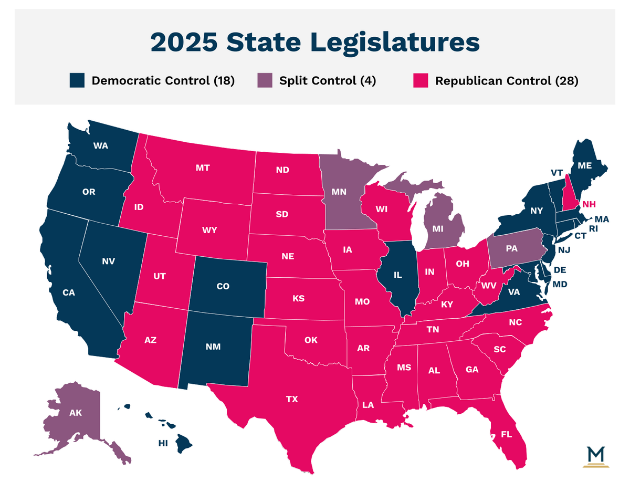 2025 State Legislatures
Democratic Control (18) Split Control (4) Republican Control (28)
WA
MT
ND
ME
VT
OR
MN
ID
SD
WI
NH
NY
MA
WY
MI
RI
CT
IA
PA
NJ
NE
NV
OH
UT
IL
IN
DE
CO
MD
CA
WV
VA
KS
MO
KY
NC
TN
AZ
OK
NM
AR
SC
MS
AL
GA
TX
LA
AK
FL
HI
M